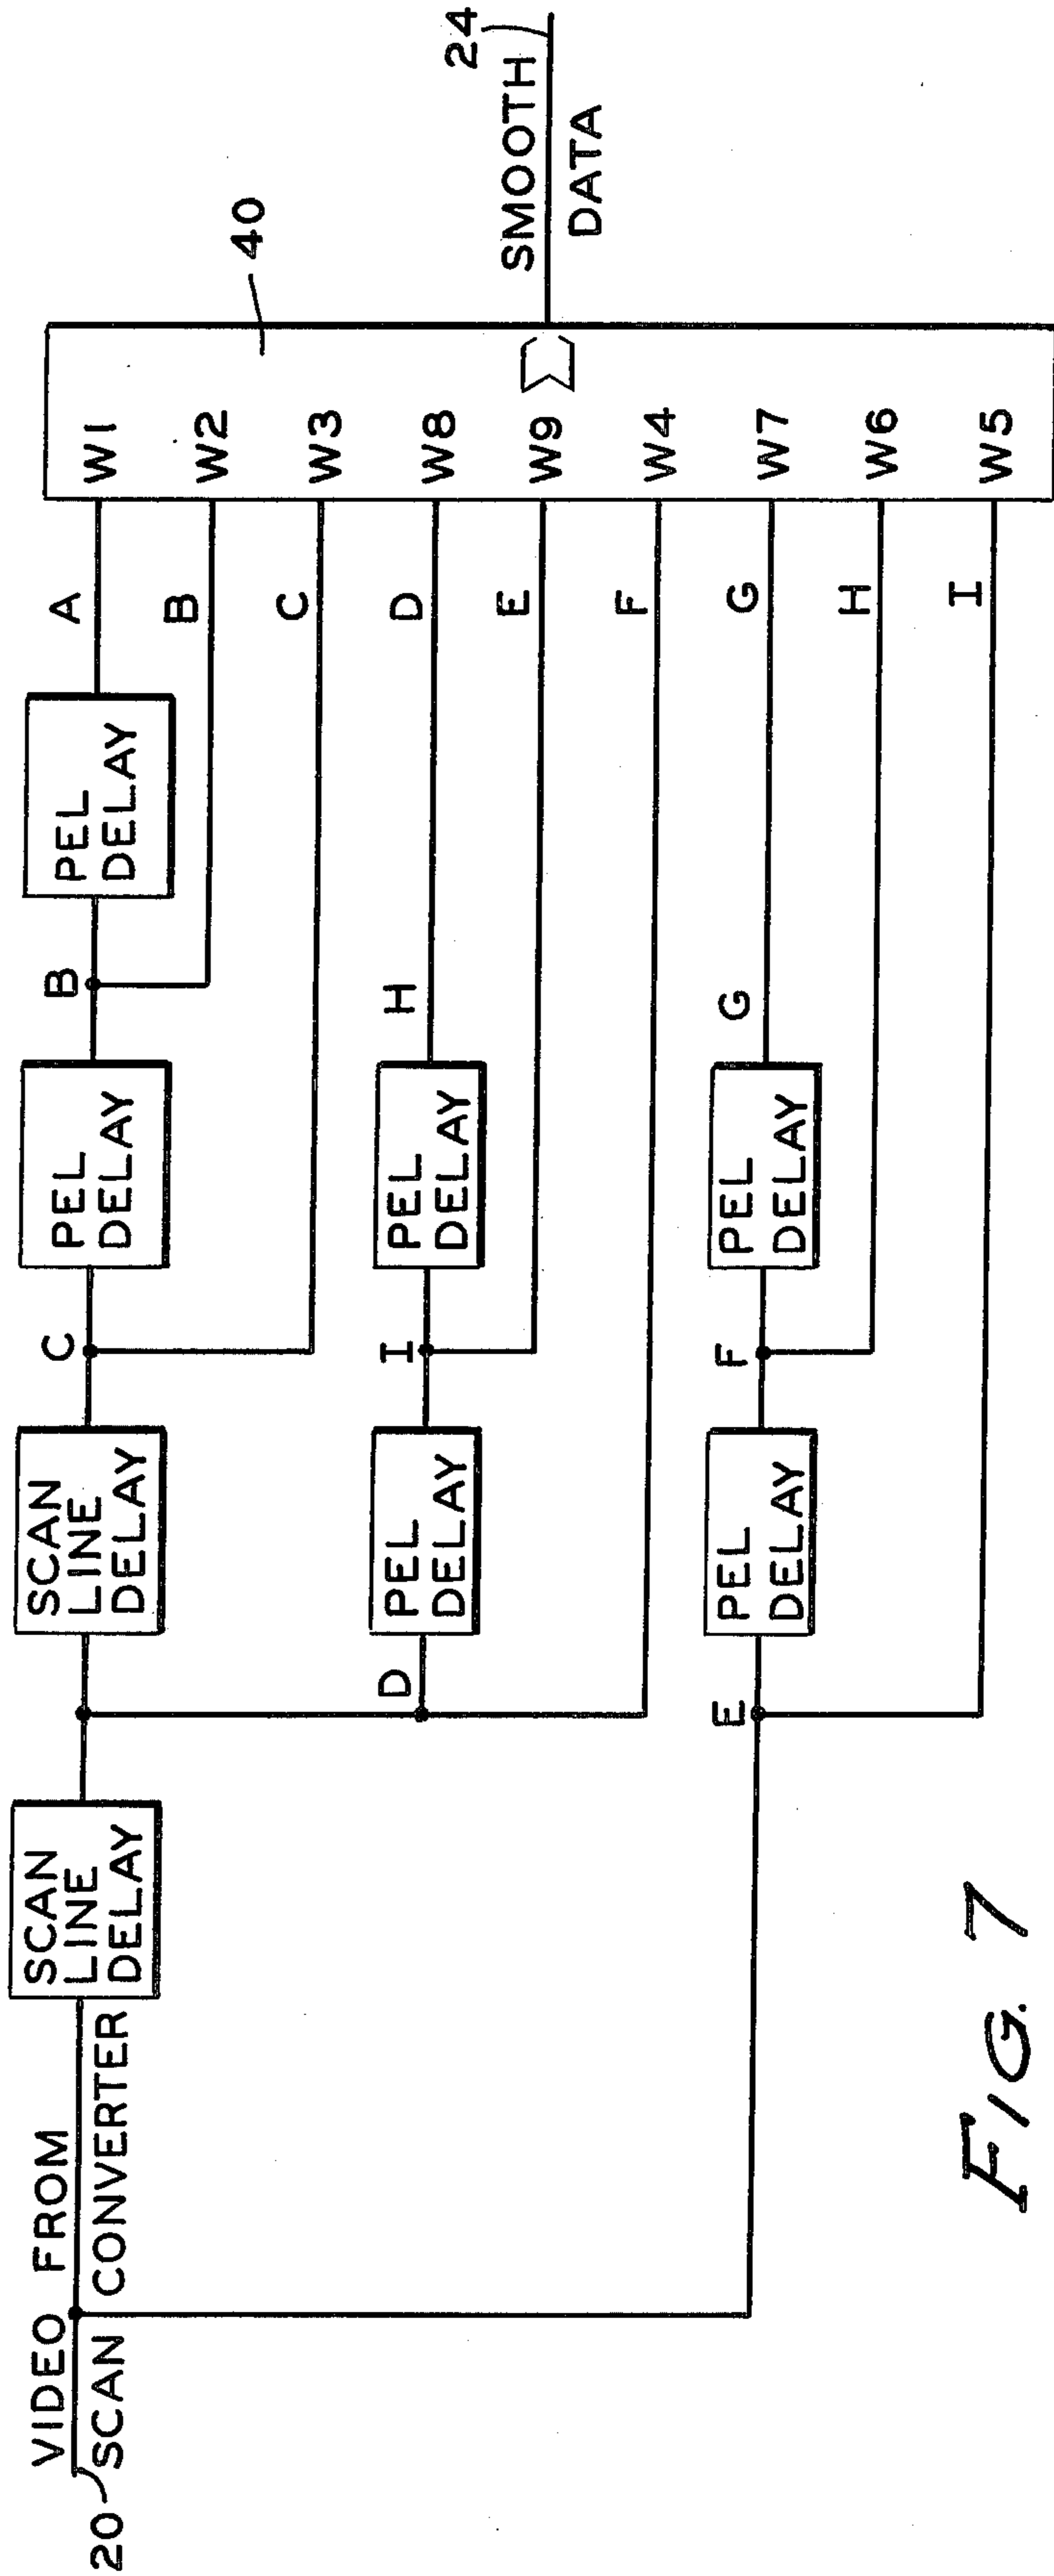 VIDEO FROM
20
SCAN CONVERTER
SCAN
LINE
DELAY
SCAN
LINE
DELAY
C
PEL
DELAY
B
PEL
DELAY
A
B
C
D
PEL
DELAY
I
PEL
DELAY
H
D
E
F
E
PEL
DELAY
F
PEL
DELAY
G
G
H
I
W1
W2
W3
W8
W9
W4
W7
W6
W5
Σ
40
SMOOTH
DATA
24
FIG. 7